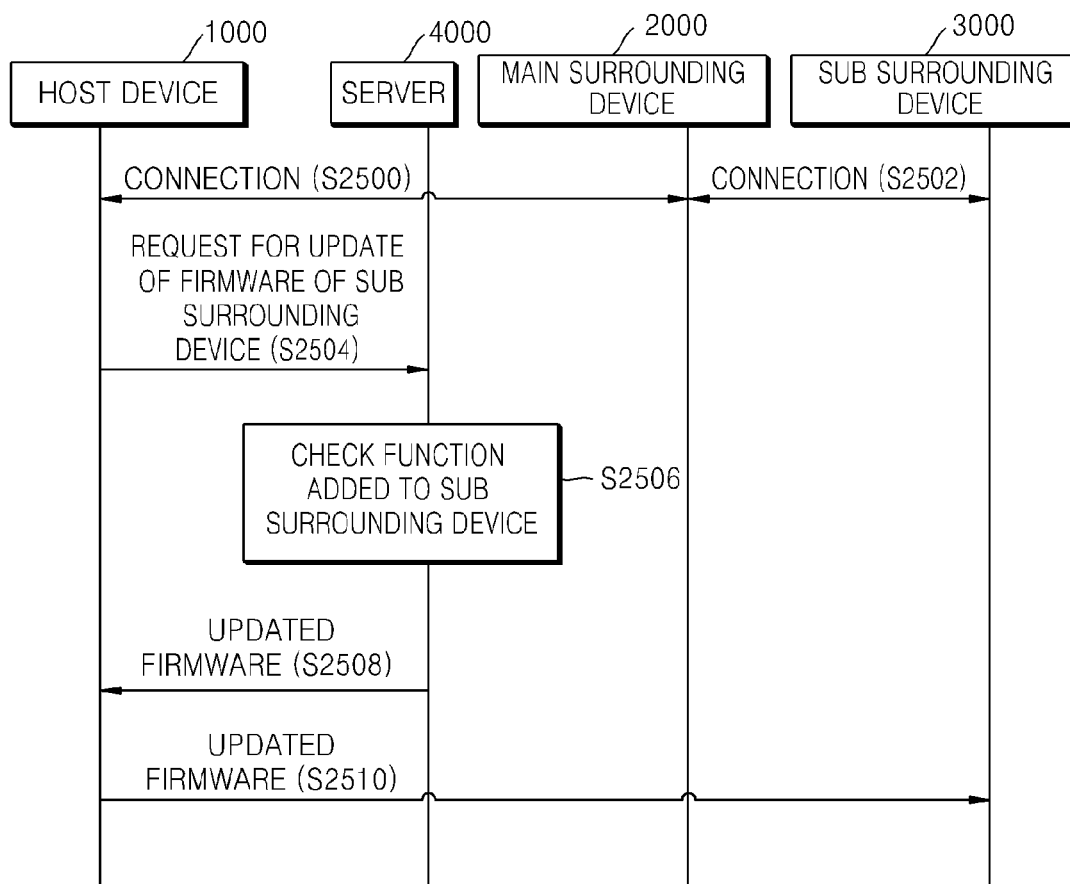 1000
4000
2000
3000
HOST DEVICE
SERVER
MAIN SURROUNDING
DEVICE
SUB SURROUNDING
DEVICE
CONNECTION (S2500)
CONNECTION (S2502)
REQUEST FOR UPDATE
OF FIRMWARE OF SUB
SURROUNDING
DEVICE (S2504)
CHECK FUNCTION
ADDED TO SUB
SURROUNDING DEVICE
S2506
UPDATED
FIRMWARE (S2508)
UPDATED
FIRMWARE (S2510)